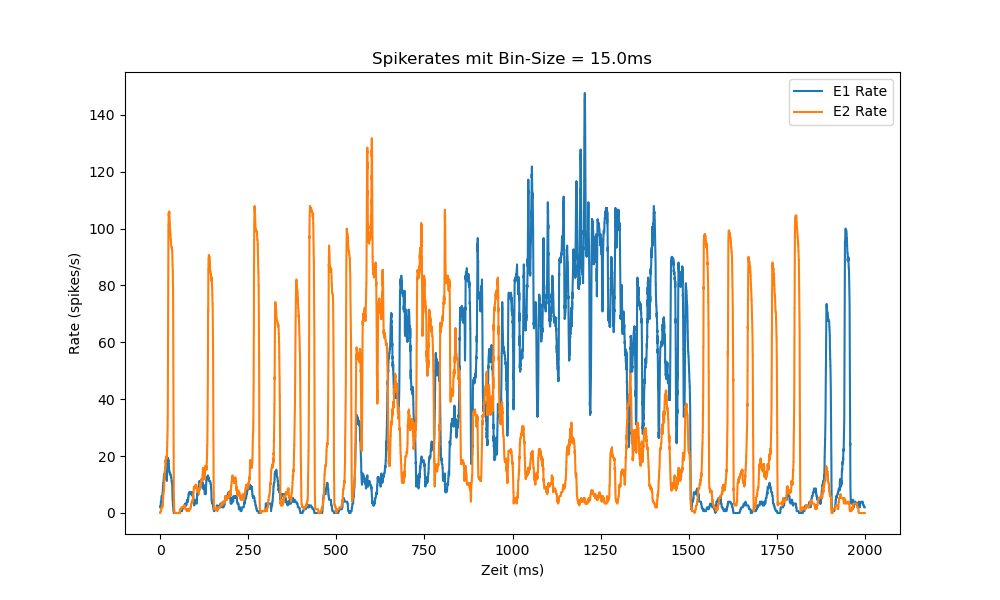 Spikerates mit Bin-Size = 15.0ms
E1 Rate
E2 Rate
140
120
100
80
60
40
20
0
Rate (spikes/s)
0 250 500 750 1000 1250 1500 1750 2000
Zeit (ms)